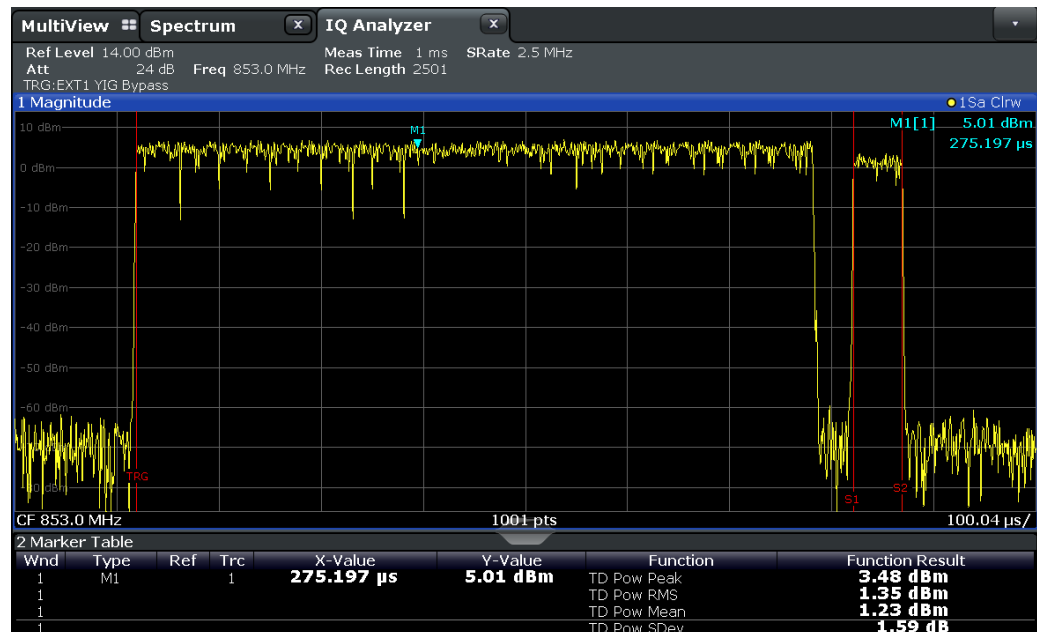 MultiView Spectrum X IQ Analyzer X
Ref Level 14.00 dBm Meas Time 1 ms SRate 2.5 MHz
Att 24 dB Freq 853.0 MHz Rec Length 2501
TRG:EXT1 YIG Bypass
1 Magnitude 1Sa Clrw
10 dBm M1 M1[1] 5.01 dBm
275.197 µs
0 dBm
-10 dBm
-20 dBm
-30 dBm
-40 dBm
-50 dBm
-60 dBm
TRG
-80 dBm S1 S2
CF 853.0 MHz 1001 pts 100.04 µs/
2 Marker Table
Wnd Type Ref Trc X-Value Y-Value Function Function Result
1 M1 1 275.197 µs 5.01 dBm TD Pow Peak 3.48 dBm
1 TD Pow RMS 1.35 dBm
1 TD Pow Mean 1.23 dBm
1 TD Pow SDev 1.59 dB